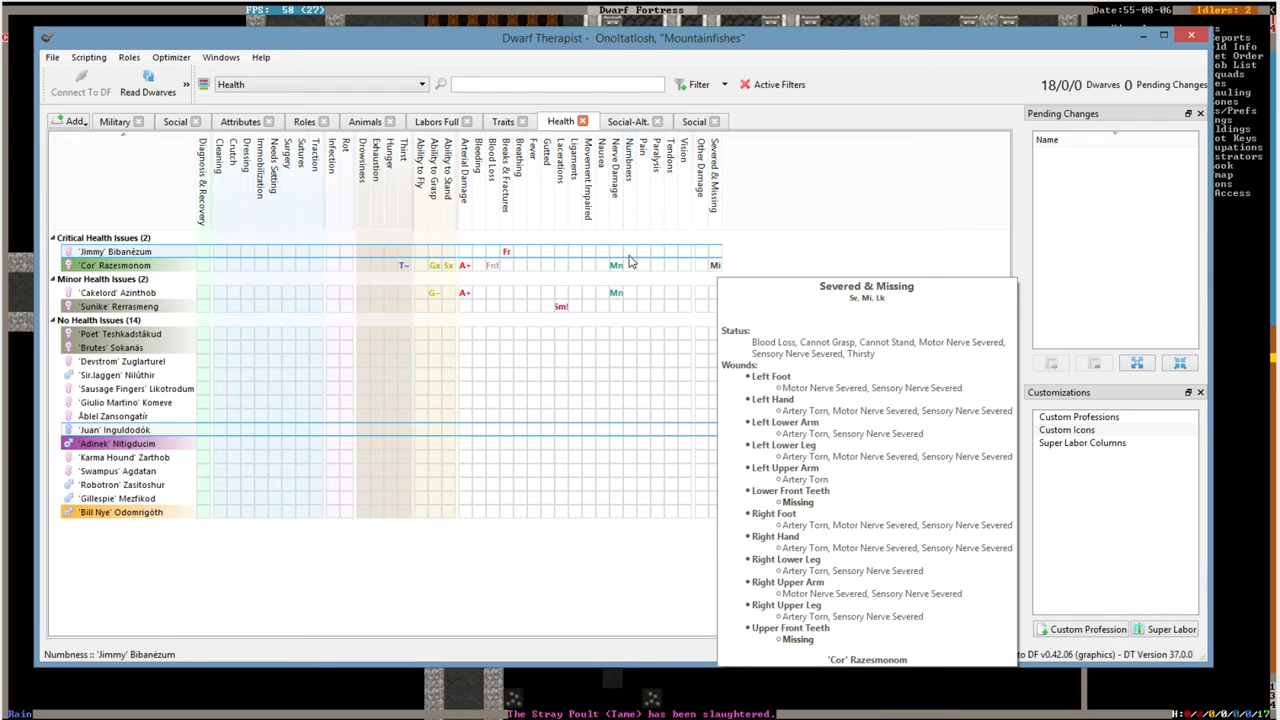 FPS: 58 (27)
Dwarf Fortress
Date:55-08-06
Idlers: 2
Dwarf Therapist - Onoltatlosh, "Mountainfishes"
File Scripting Roles Optimizer Windows Help
Connect To DF
Read Dwarves
»
Health
Filter
Active Filters
18/0/0 Dwarves 0 Pending Changes
Add...
Military
Social
Attributes
Roles
Animals
Labors Full
Traits
Health
Social-Alt.
Social
Diagnosis & Recovery
Cleaning
Crutch
Dressing
Immobilization
Needs Setting
Surgery
Sutures
Traction
Infection
Rot
Drowsiness
Exhaustion
Hunger
Thirst
Ability to Fly
Ability to Grasp
Ability to Stand
Arterial Damage
Bleeding
Blood Loss
Breaks & Fractures
Breathing
Fever
Gutted
Lacerations
Ligaments
Movement Impaired
Nausea
Nerve Damage
Numbness
Pain
Paralysis
Tendons
Vision
Other Damage
Severed & Missing
Critical Health Issues (2)
'Jimmy' Bibanèzum Fr
'Cor' Razesmonom T~ Gx Sx A+ Fnt Mn Mi
Minor Health Issues (2)
'Cakelord' Azinthob G~ A+ Mn
'Sunike' Rerrasmeng Sm!
No Health Issues (14)
'Poet' Teshkadstâkud
'Brutes' Sokanås
'Devstrom' Zuglarturel
'Sir.Jaggen' Nilûthir
'Sausage Fingers' Likotrodum
'Giulio Martino' Komeve
Åblel Zansongatír
'Juan' Inguldodók
'Adinek' Nitigducim
'Karma Hound' Zarthob
'Swampus' Agdatan
'Robotron' Zasitoshur
'Gillespie' Mezfikod
'Bill Nye' Odomrigòth
Severed & Missing
Sv, Mi, Lk
Status:
Blood Loss, Cannot Grasp, Cannot Stand, Motor Nerve Severed,
Sensory Nerve Severed, Thirsty
Wounds:
Left Foot
Motor Nerve Severed, Sensory Nerve Severed
Left Hand
Artery Torn, Motor Nerve Severed, Sensory Nerve Severed
Left Lower Arm
Artery Torn, Sensory Nerve Severed
Left Lower Leg
Artery Torn, Motor Nerve Severed, Sensory Nerve Severed
Left Upper Arm
Artery Torn
Lower Front Teeth
Missing
Right Foot
Artery Torn, Motor Nerve Severed, Sensory Nerve Severed
Right Hand
Artery Torn, Motor Nerve Severed, Sensory Nerve Severed
Right Lower Leg
Artery Torn, Sensory Nerve Severed
Right Upper Arm
Motor Nerve Severed, Sensory Nerve Severed
Right Upper Leg
Artery Torn, Sensory Nerve Severed
Upper Front Teeth
Missing
'Cor' Razesmonom
Pending Changes
Name
Customizations
Custom Professions
Custom Icons
Super Labor Columns
Custom Profession
Super Labor
Numbness :: 'Jimmy' Bibanèzum
to DF v0.42.06 (graphics) - DT Version 37.0.0
Rain
The Stray Poult <Tame> has been slaughtered.
H:0/0/0/0/0/0/17